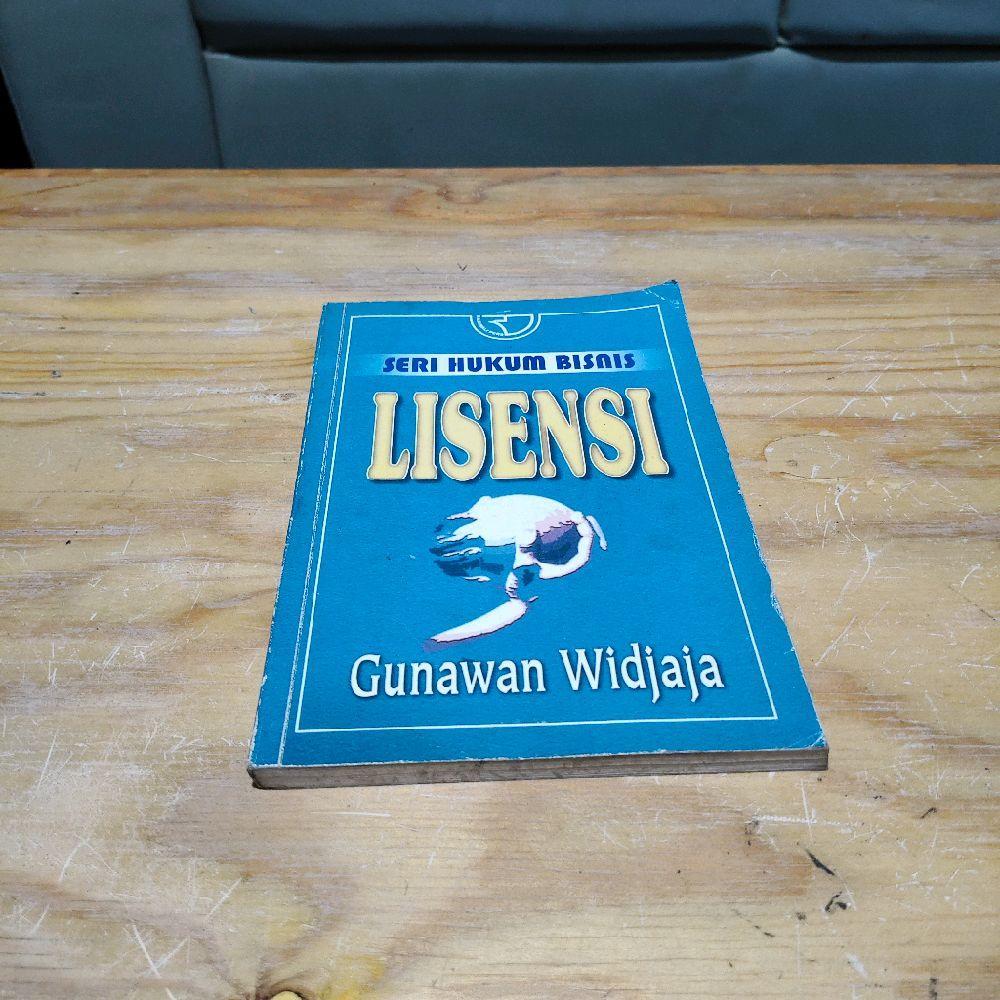 SERI HUKUM BISNIS
LISENSI
Gunawan Widjaja